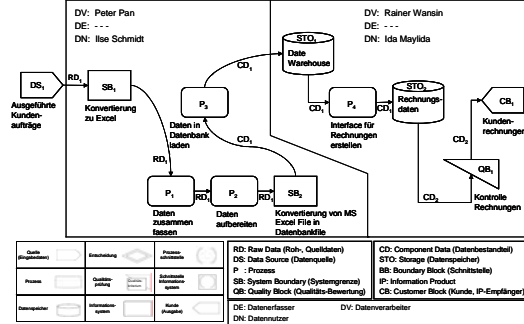 DV: Peter Pan
DE: - - -
DN: Ilse Schmidt
DV: Rainer Wansin
DE: - - -
DN: Ida Maylida
DS1
RD1
SB1
Ausgeführte
Kundenaufträge
Konvertierung
zu Excel
RD1
P1
Daten
zusammen
fassen
RD1
P2
Daten
aufbereiten
RD1
SB2
Konvertierung von MS
Excel File in
Datenbankfile
CD1
P3
Daten in
Datenbank
laden
CD1
STO1
Date
Warehouse
CD1
P4
Interface für
Rechnungen
erstellen
CD1
STO2
Rechnungs-
daten
CD2
QB1
Kontrolle
Rechnungen
CD2
CB1
Kunden-
rechnungen
Quelle
(Eingabedaten)
Entscheidung
Prozess-
schnittstelle
Prozess
Qualitäts-
prüfung
Schnittstelle
Informations-
system
Datenspeicher
Informations-
system
Kunde
(Ausgabe)
RD: Raw Data (Roh-, Quelldaten)
DS: Data Source (Datenquelle)
P : Prozess
SB: System Boundary (Systemgrenze)
QB: Quality Block (Qualitäts-Bewertung)
CD: Component Data (Datenbestandteil)
STO: Storage (Datenspeicher)
BB: Boundary Block (Schnittstelle)
IP: Information Product
CB: Customer Block (Kunde, IP-Empfänger)
DE: Datenerfasser
DV: Datenverarbeiter
DN: Datennutzer